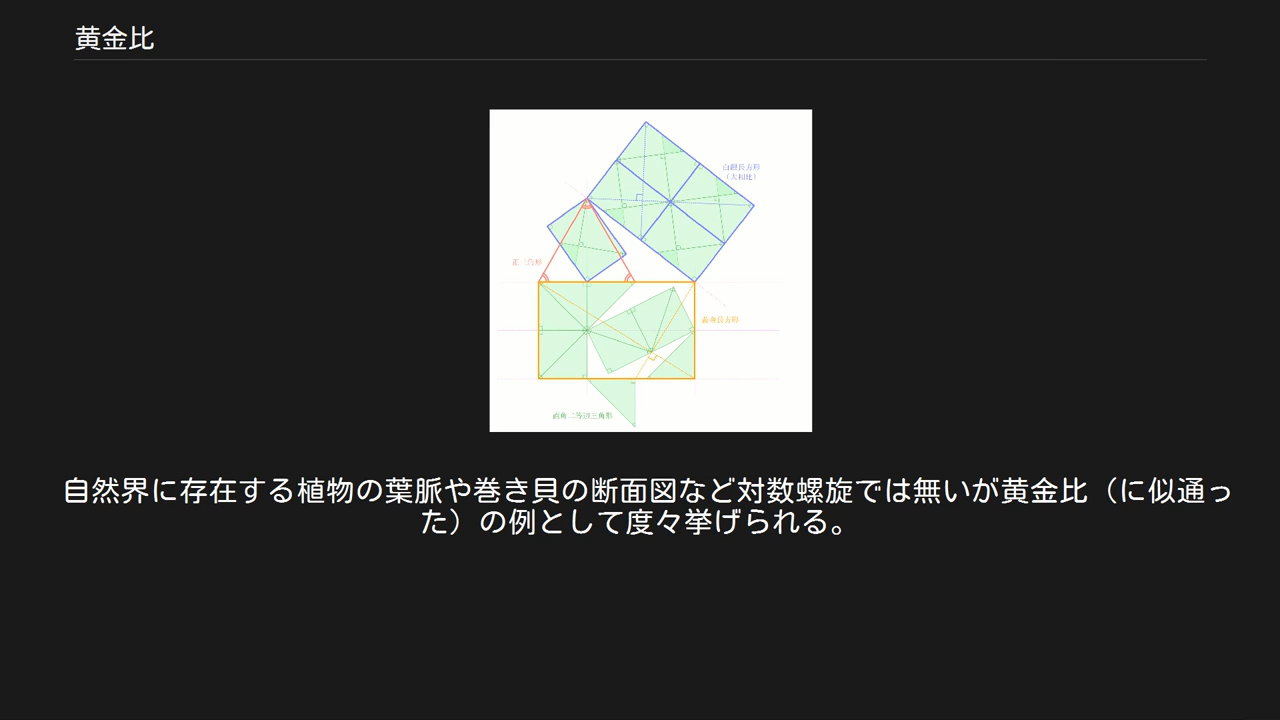 黄金比
白銀長方形
（大和比）
正三角形
黄金長方形
直角二等辺三角形
自然界に存在する植物の葉脈や巻き貝の断面図など対数螺旋では無いが黄金比（に似通っ
た）の例として度々挙げられる。